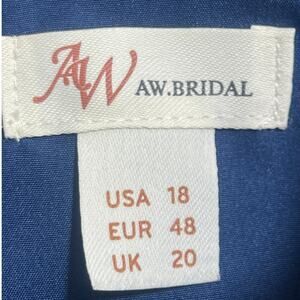 AW AW.BRIDAL
USA 18
EUR 48
UK 20